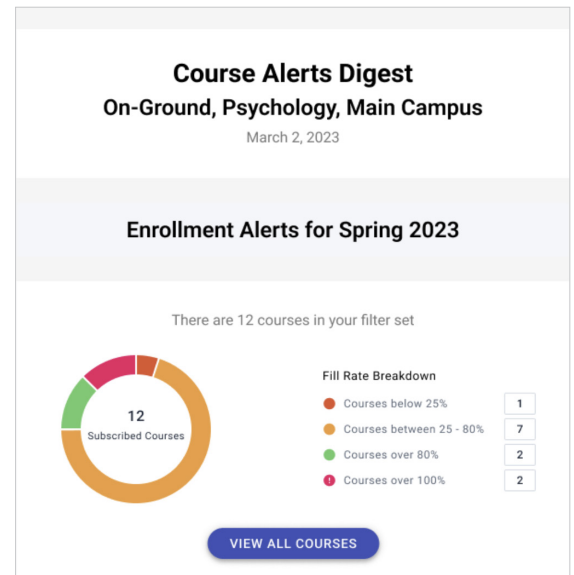 Course Alerts Digest
On-Ground, Psychology, Main Campus
March 2, 2023
Enrollment Alerts for Spring 2023
There are 12 courses in your filter set
12
Subscribed Courses
Fill Rate Breakdown
Courses below 25% 1
Courses between 25 - 80% 7
Courses over 80% 2
! Courses over 100% 2
VIEW ALL COURSES